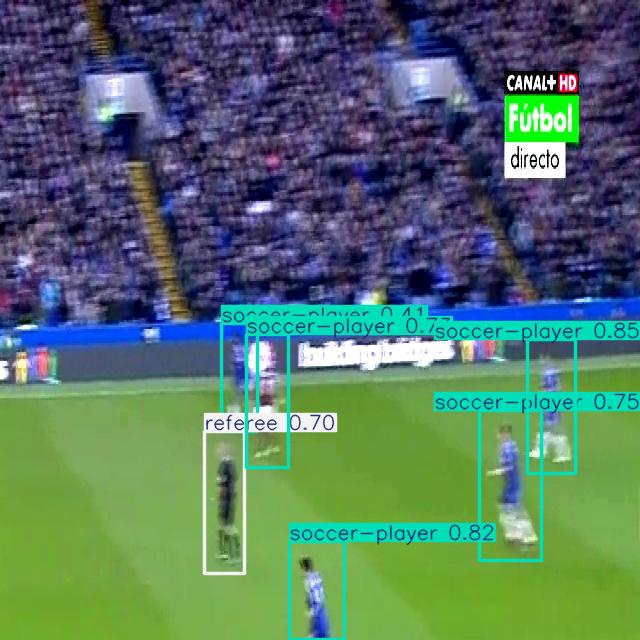 CANAL+ HD
Fútbol
directo
soccer-player 0.41
soccer-player 0.77
soccer-player 0.85
soccer-player 0.75
referee 0.70
soccer-player 0.82